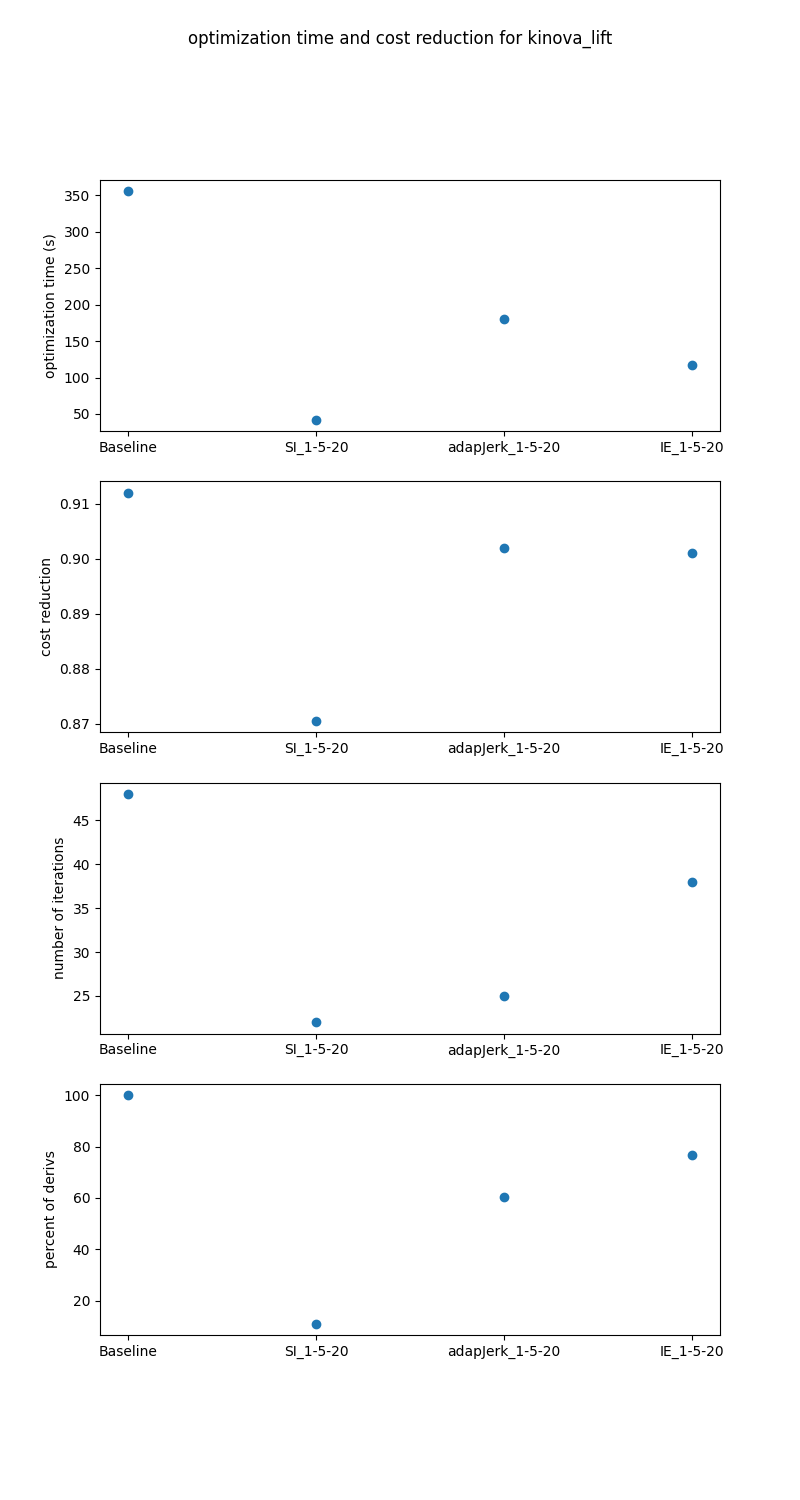 optimization time and cost reduction for kinova_lift
350
300
250
200
150
100
50
optimization time (s)
Baseline SI_1-5-20 adapJerk_1-5-20 IE_1-5-20
0.91
0.90
0.89
0.88
0.87
cost reduction
Baseline SI_1-5-20 adapJerk_1-5-20 IE_1-5-20
45
40
35
30
25
number of iterations
Baseline SI_1-5-20 adapJerk_1-5-20 IE_1-5-20
100
80
60
40
20
percent of derivs
Baseline SI_1-5-20 adapJerk_1-5-20 IE_1-5-20